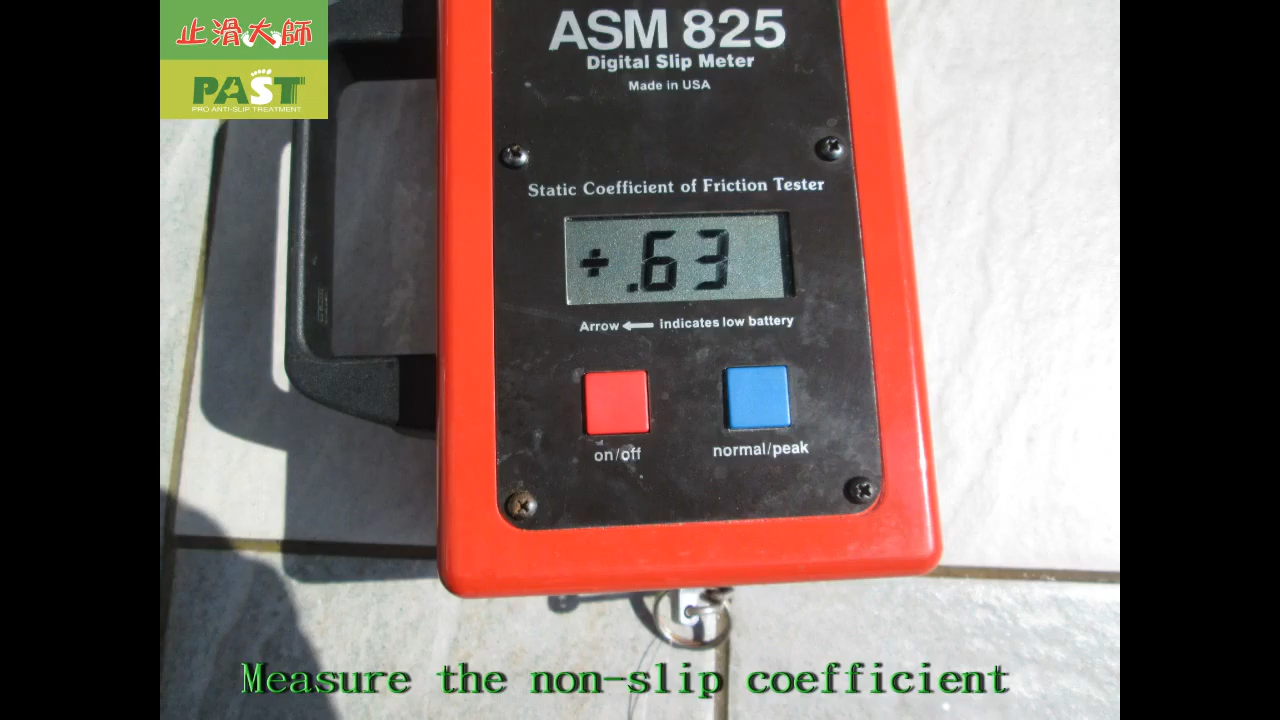 止滑大師
PAST
PRO ANTI-SLIP TREATMENT
ASM 825
Digital Slip Meter
Made in USA
Static Coefficient of Friction Tester
+.63
Arrow ← indicates low battery
on/off
normal/peak
Measure the non-slip coefficient